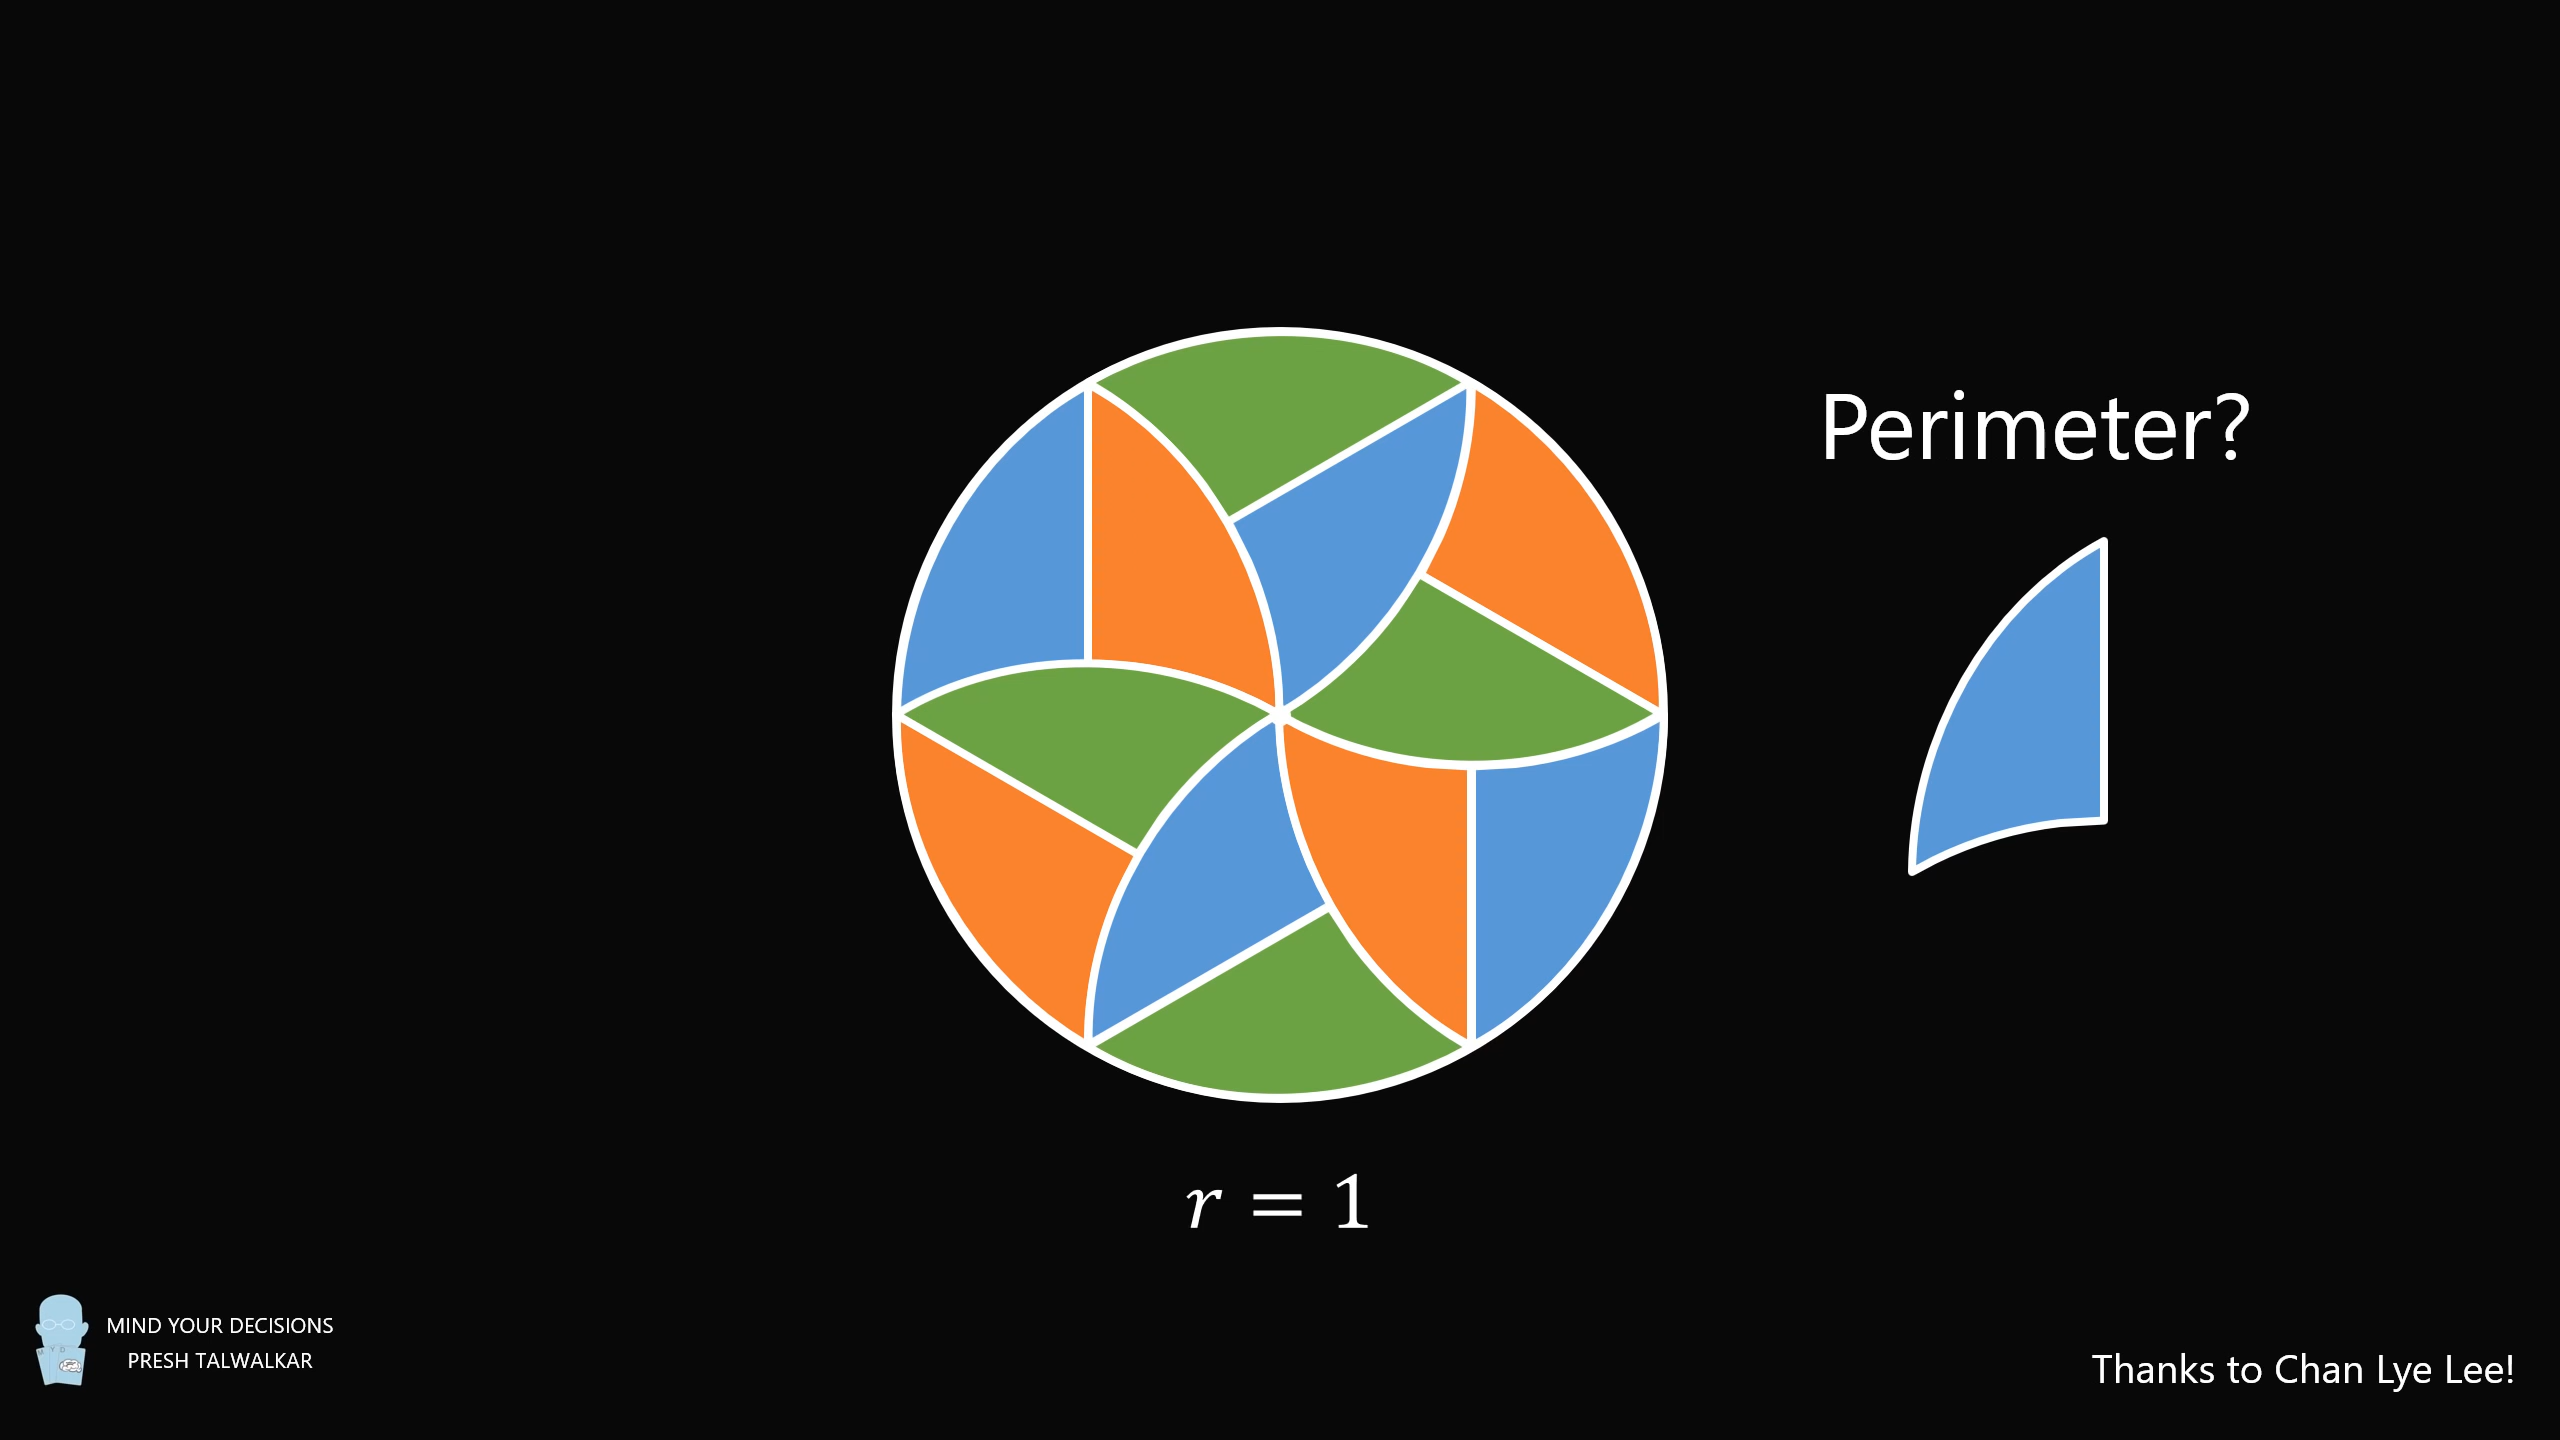 Perimeter?
r = 1
MIND YOUR DECISIONS
PRESH TALWALKAR
Thanks to Chan Lye Lee!